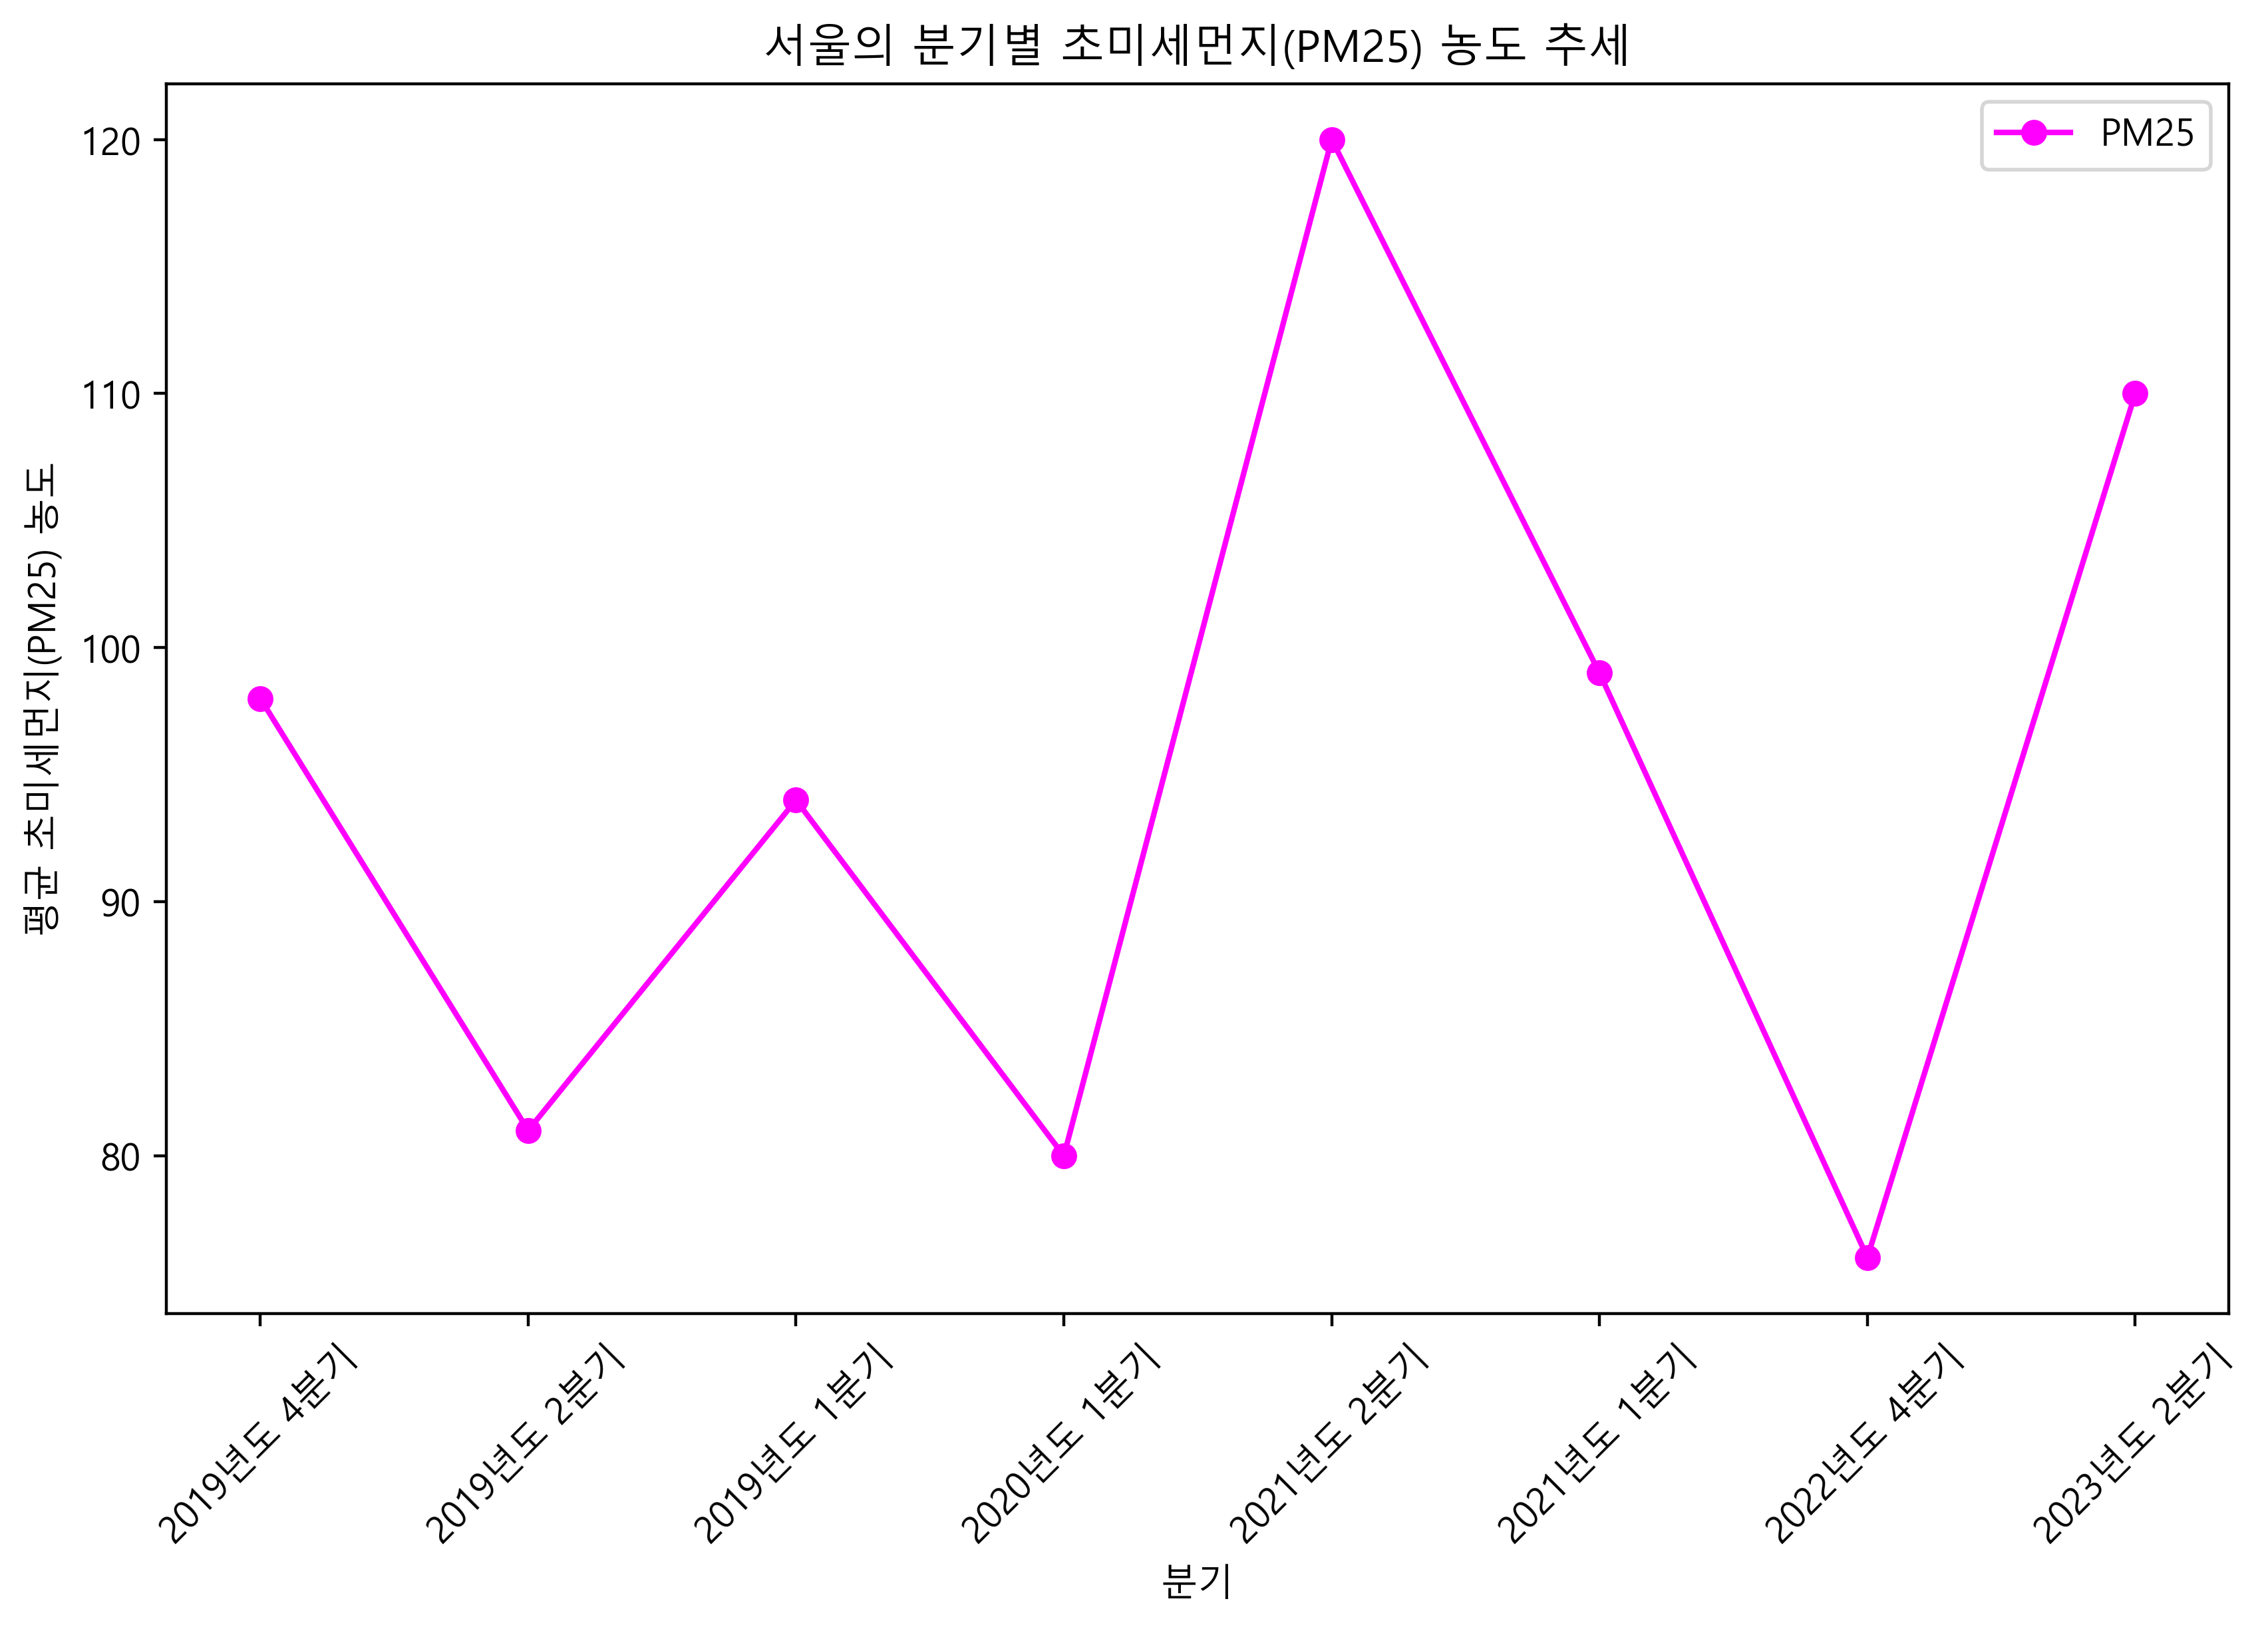 서울의 분기별 초미세먼지(PM25) 농도 추세
PM25
평균 초미세먼지(PM25) 농도
120
110
100
90
80
2019년도 4분기
2019년도 2분기
2019년도 1분기
2020년도 1분기
2021년도 2분기
2021년도 1분기
2022년도 4분기
2023년도 2분기
분기